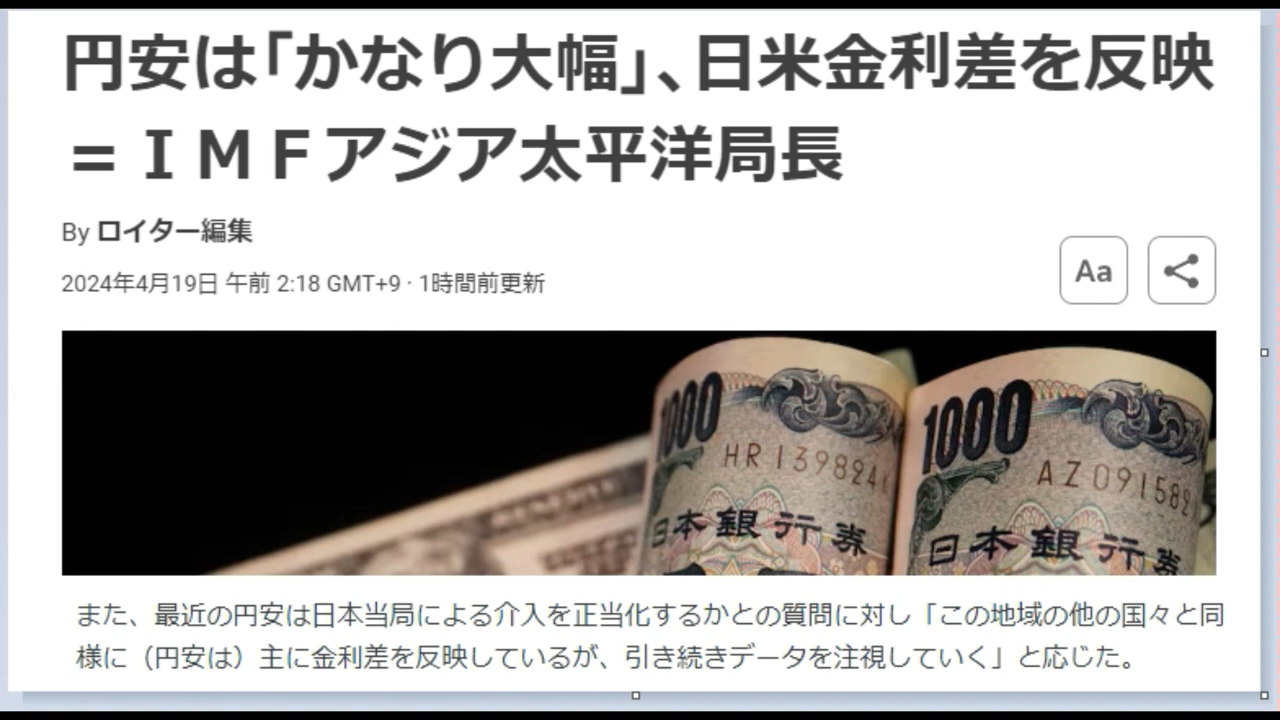 円安は「かなり大幅」、日米金利差を反映
＝ＩＭＦアジア太平洋局長
By ロイター編集
2024年4月19日 午前 2:18 GMT+9 · 1時間前更新
Aa
1000
1000
HR139824
AZ091589
日本銀行券
日本銀行券
また、最近の円安は日本当局による介入を正当化するかとの質問に対し「この地域の他の国々と同
様に（円安は）主に金利差を反映しているが、引き続きデータを注視していく」と応じた。